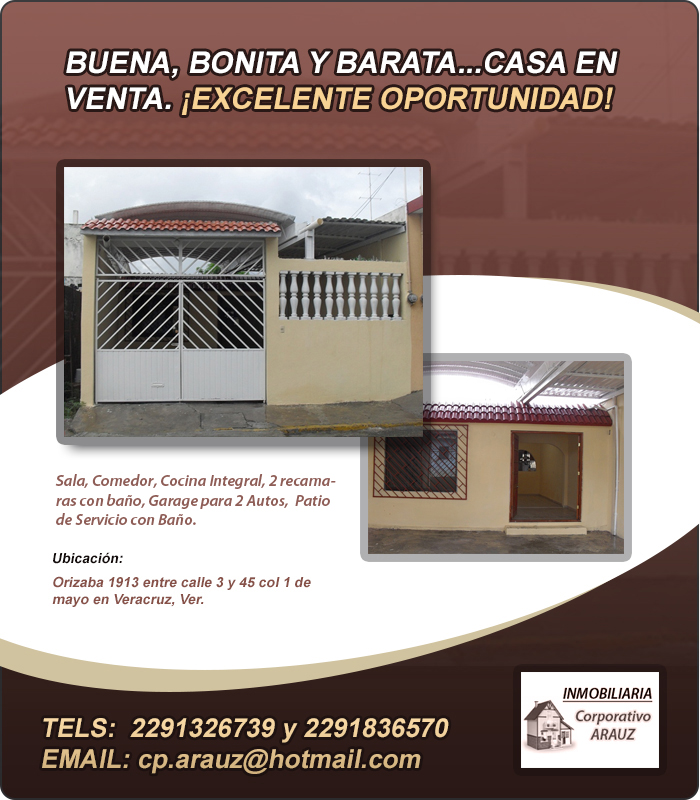 BUENA, BONITA Y BARATA...CASA EN
VENTA. ¡EXCELENTE OPORTUNIDAD!
Sala, Comedor, Cocina Integral, 2 recama-
ras con baño, Garage para 2 Autos, Patio
de Servicio con Baño.
Ubicación:
Orizaba 1913 entre calle 3 y 45 col 1 de
mayo en Veracruz, Ver.
INMOBILIARIA
Corporativo
ARAUZ
TELS: 2291326739 y 2291836570
EMAIL: cp.arauz@hotmail.com